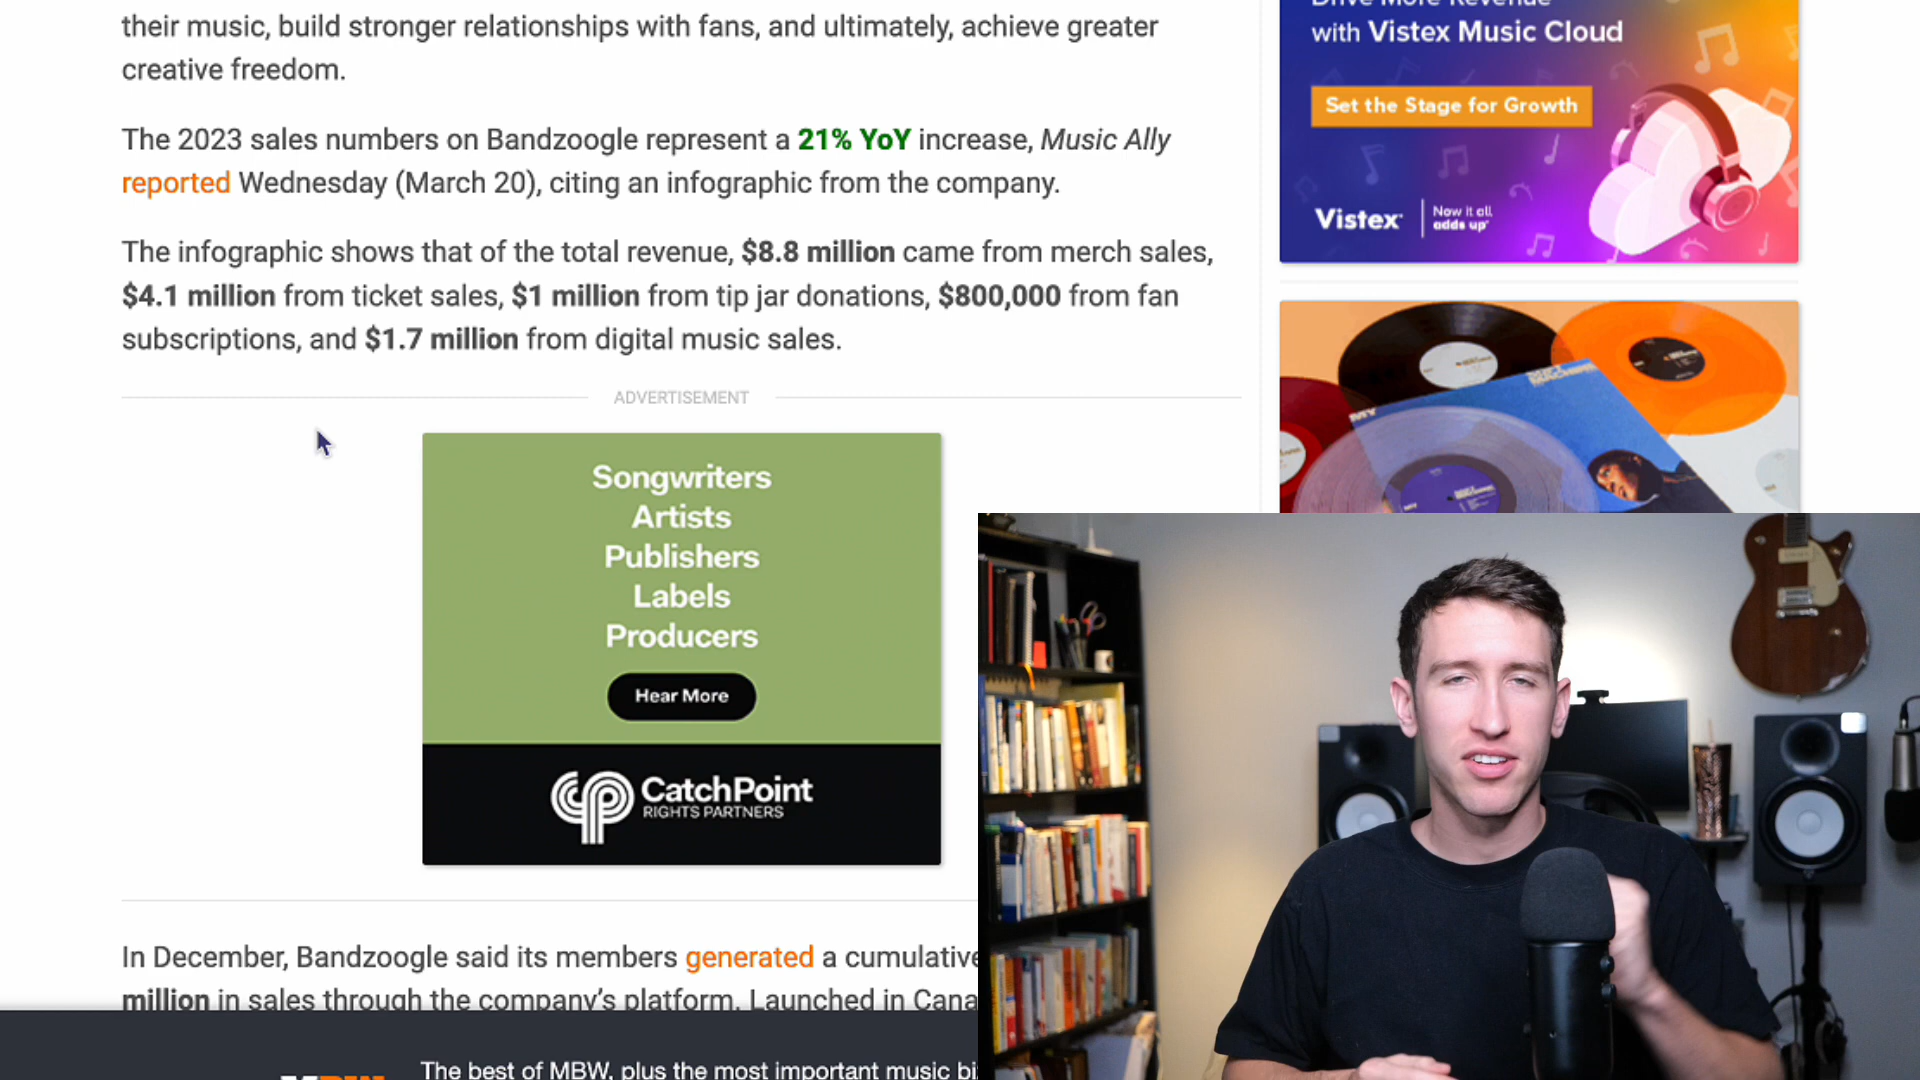 their music, build stronger relationships with fans, and ultimately, achieve greater
creative freedom.
The 2023 sales numbers on Bandzoogle represent a 21% YoY increase, Music Ally
reported Wednesday (March 20), citing an infographic from the company.
The infographic shows that of the total revenue, $8.8 million came from merch sales,
$4.1 million from ticket sales, $1 million from tip jar donations, $800,000 from fan
subscriptions, and $1.7 million from digital music sales.
ADVERTISEMENT
Songwriters
Artists
Publishers
Labels
Producers
Hear More
CatchPoint
RIGHTS PARTNERS
In December, Bandzoogle said its members generated a cumulative
million in sales through the company's platform. Launched in Cana
The best of MBW, plus the most important music bi
Drive More Revenue
with Vistex Music Cloud
Set the Stage for Growth
Vistex
Now it all
adds up